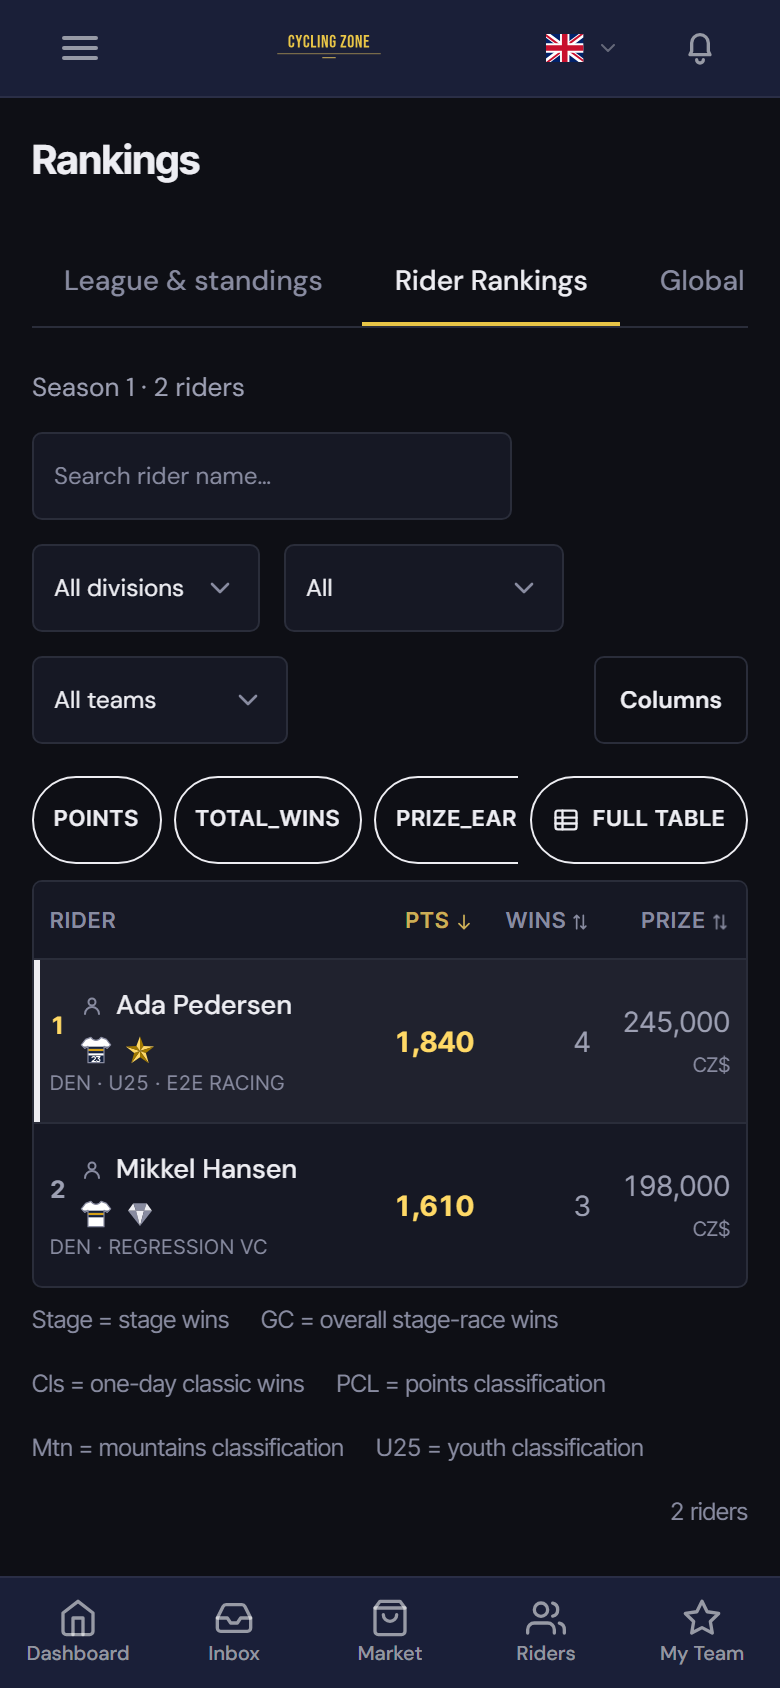 CYCLING ZONE
Rankings
League & standings
Rider Rankings
Global
Season 1 · 2 riders
Search rider name...
All divisions
All
All teams
Columns
POINTS
TOTAL_WINS
PRIZE_EAR
FULL TABLE
RIDER
PTS ↓
WINS ↑↓
PRIZE ↑↓
1
Ada Pedersen
23
DEN · U25 · E2E RACING
1,840
4
245,000
CZ$
2
Mikkel Hansen
DEN · REGRESSION VC
1,610
3
198,000
CZ$
Stage = stage wins
GC = overall stage-race wins
Cls = one-day classic wins
PCL = points classification
Mtn = mountains classification
U25 = youth classification
2 riders
Dashboard
Inbox
Market
Riders
My Team